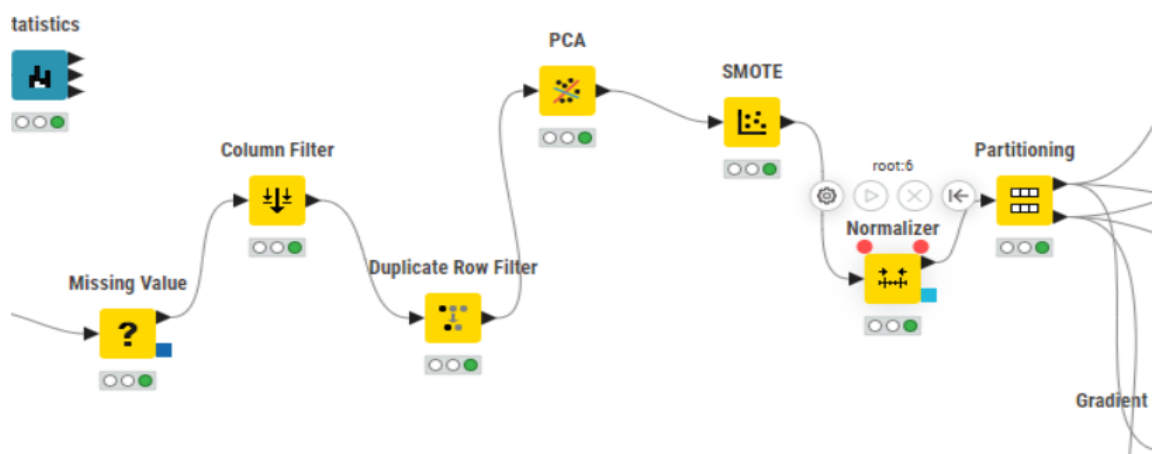 tatistics
PCA
SMOTE
Column Filter
Partitioning
root:6
Normalizer
Duplicate Row Filter
Missing Value
?
Gradient